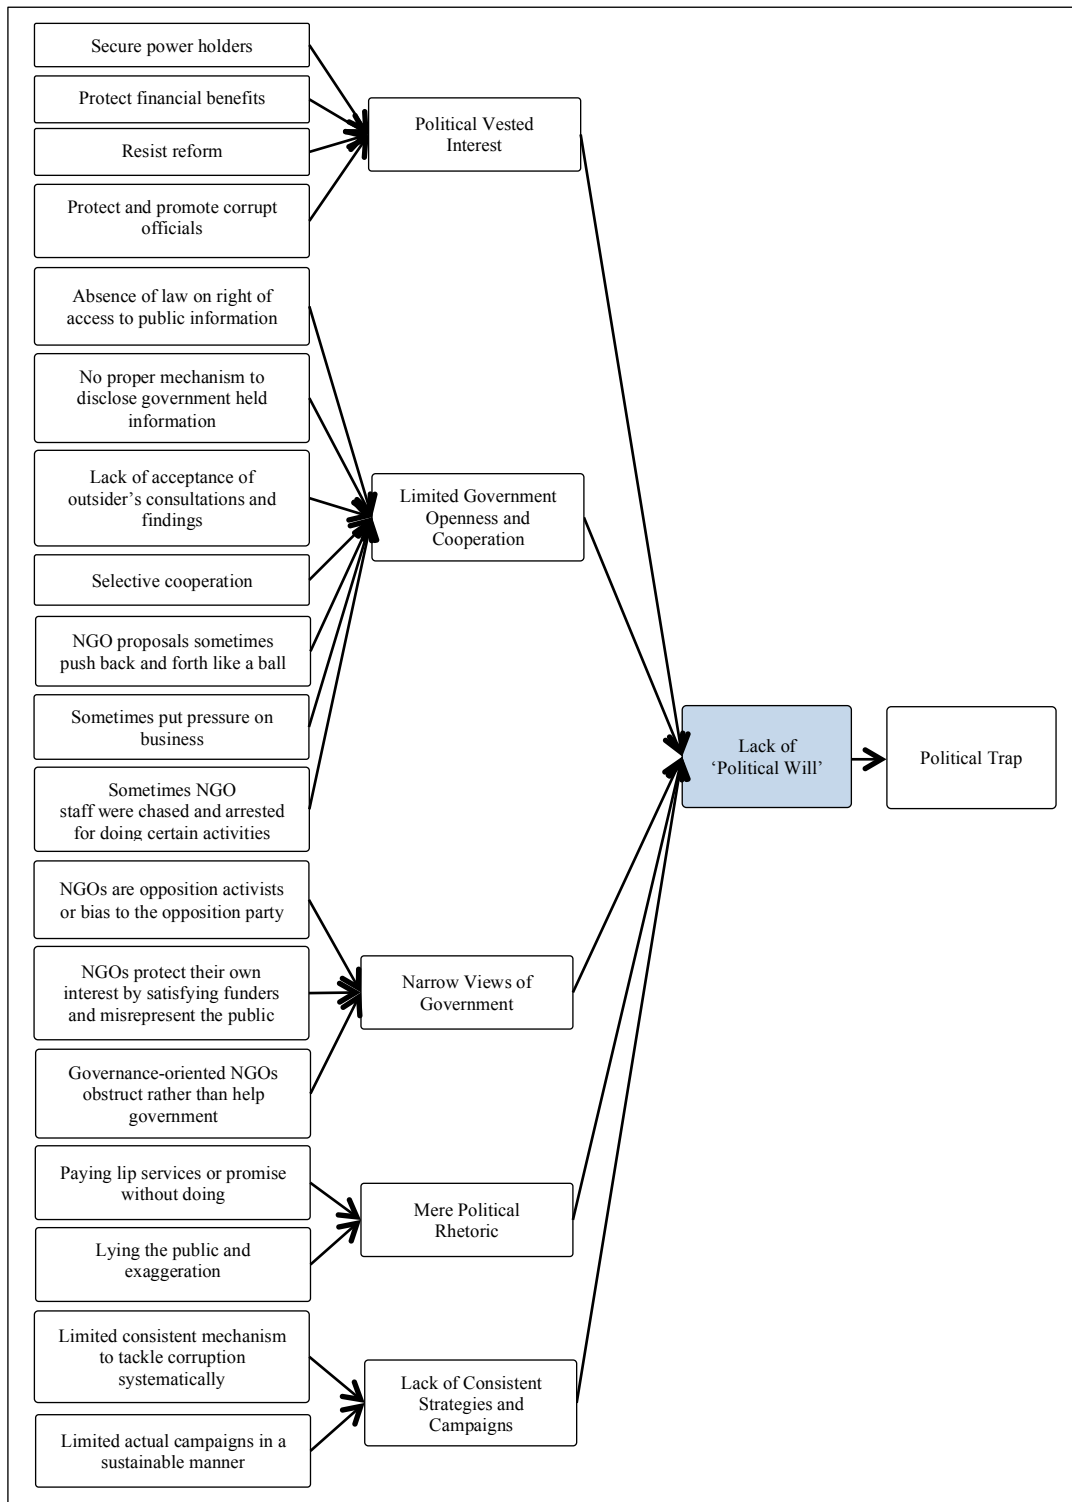 Secure power holders
Protect financial benefits
Resist reform
Protect and promote corrupt
officials
Absence of law on right of
access to public information
No proper mechanism to
disclose government held
information
Lack of acceptance of
outsider’s consultations and
findings
Selective cooperation
NGO proposals sometimes
push back and forth like a ball
Sometimes put pressure on
business
Sometimes NGO
staff were chased and arrested
for doing certain activities
NGOs are opposition activists
or bias to the opposition party
NGOs protect their own
interest by satisfying funders
and misrepresent the public
Governance-oriented NGOs
obstruct rather than help
government
Paying lip services or promise
without doing
Lying the public and
exaggeration
Limited consistent mechanism
to tackle corruption
systematically
Limited actual campaigns in a
sustainable manner
Political Vested
Interest
Limited Government
Openness and
Cooperation
Narrow Views of
Government
Mere Political
Rhetoric
Lack of Consistent
Strategies and
Campaigns
Lack of
‘Political Will’
Political Trap